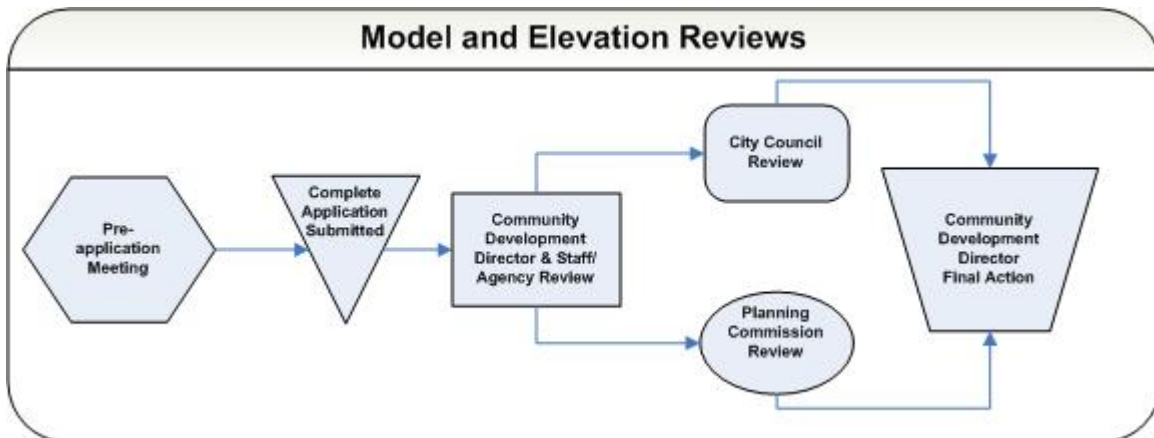 Model and Elevation Reviews
Pre-
application
Meeting
Complete
Application
Submitted
Community
Development
Director & Staff/
Agency Review
City Council
Review
Planning
Commission
Review
Community
Development
Director
Final Action